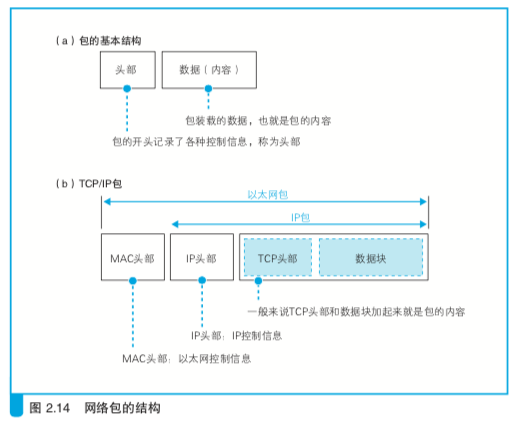 （a）包的基本结构
头部
数据（内容）
包装载的数据，也就是包的内容
包的开头记录了各种控制信息，称为头部
（b）TCP/IP包
以太网包
IP包
MAC头部
IP头部
TCP头部
数据块
一般来说TCP头部和数据块加起来就是包的内容
IP头部：IP控制信息
MAC头部：以太网控制信息
图 2.14 网络包的结构